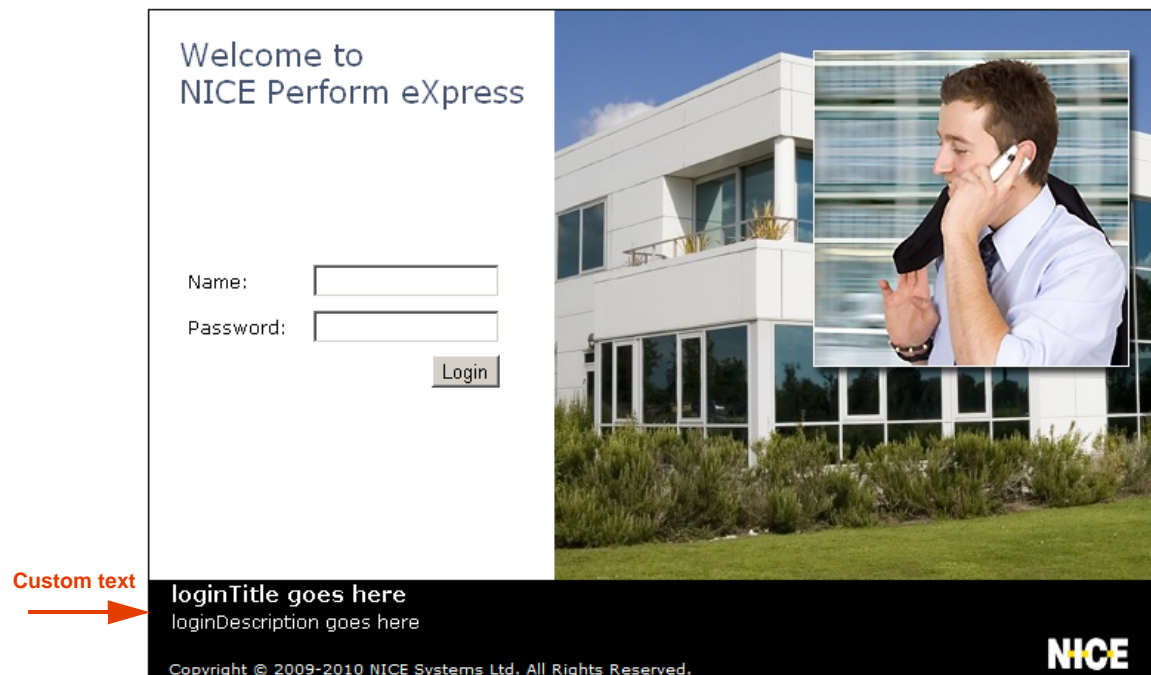 Welcome to
NICE Perform eXpress
Name:
Password:
Login
Custom text
loginTitle goes here
loginDescription goes here
Copyright © 2009-2010 NICE Systems Ltd. All Rights Reserved.
NICE